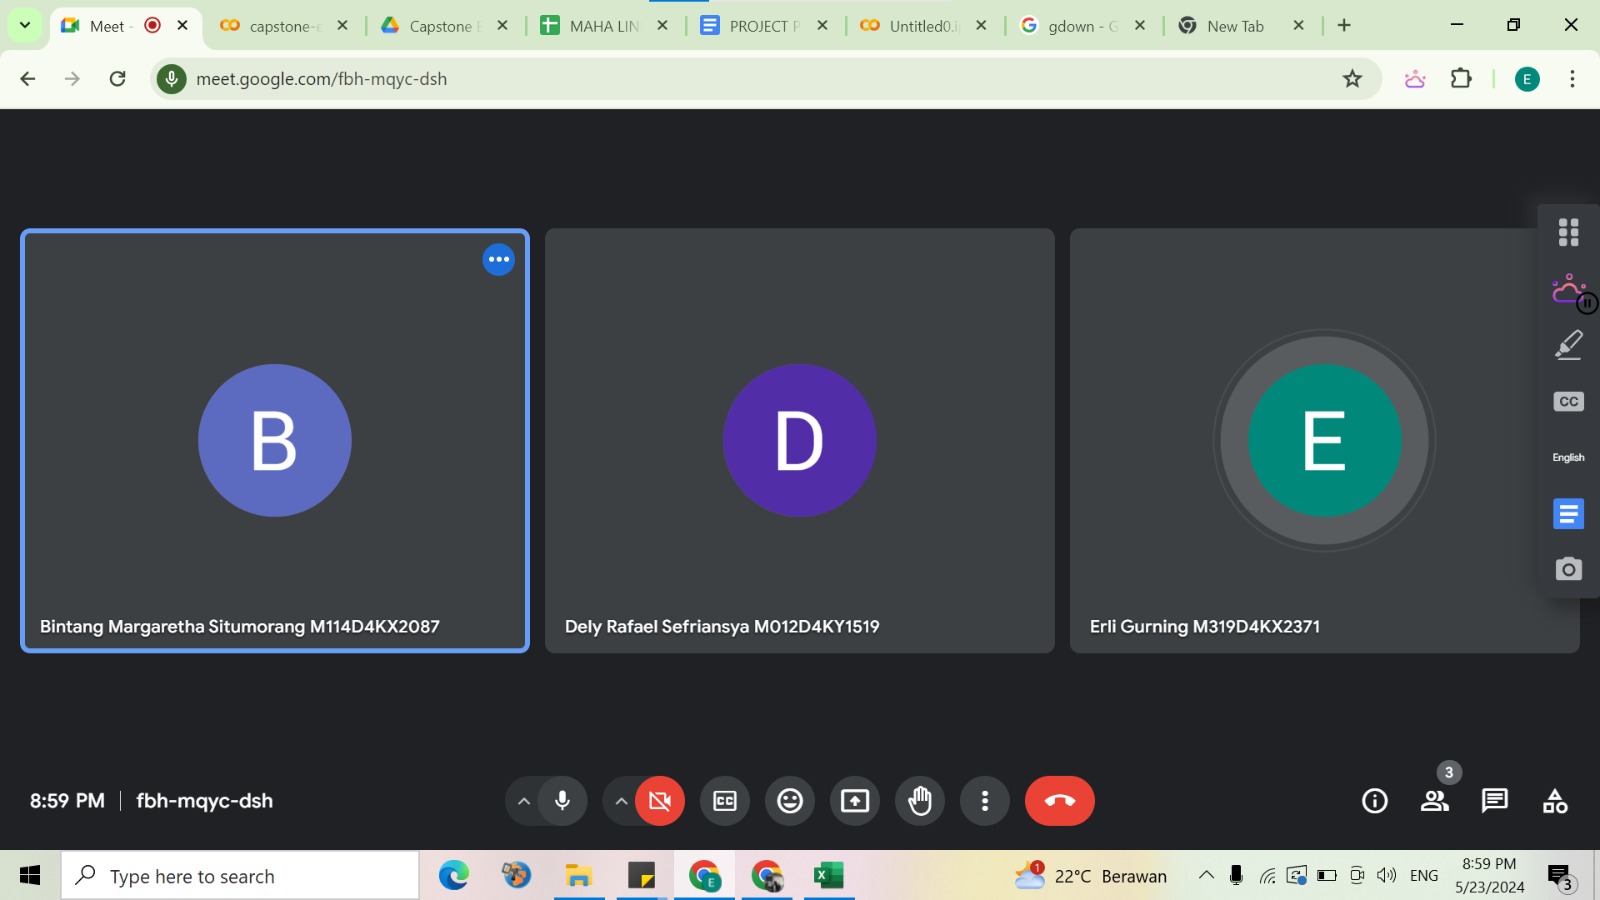 Meet -
capstone-e
Capstone B
MAHA LIN
PROJECT P
Untitled0.i
gdown - G
New Tab
meet.google.com/fbh-mqyc-dsh
E
B
D
E
CC
English
Bintang Margaretha Situmorang M114D4KX2087
Dely Rafael Sefriansya M012D4KY1519
Erli Gurning M319D4KX2371
3
8:59 PM
fbh-mqyc-dsh
CC
Type here to search
E
1
22°C Berawan
ENG
8:59 PM
5/23/2024
3